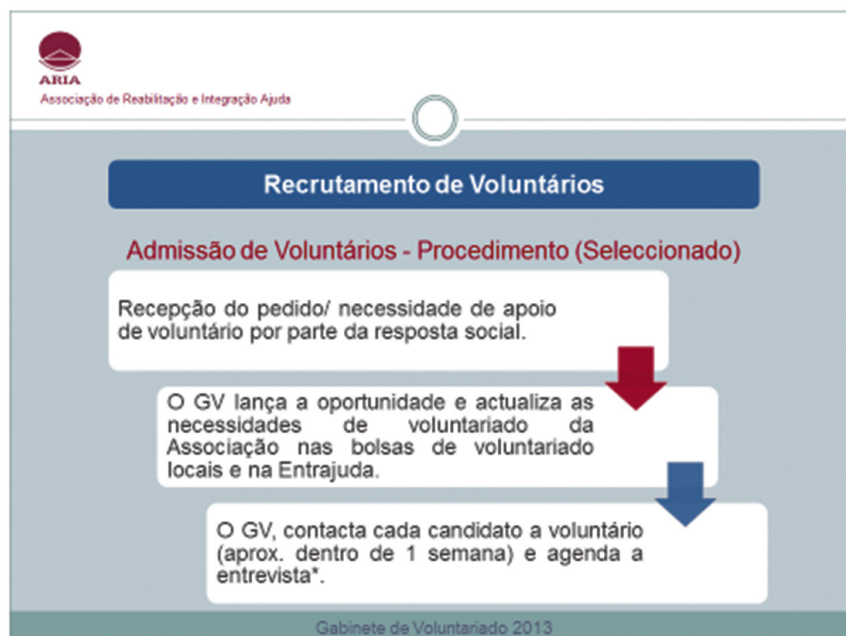 ARIA
Associação de Reabilitação e Integração Ajuda
Recrutamento de Voluntários
Admissão de Voluntários - Procedimento (Seleccionado)
Recepção do pedido/ necessidade de apoio
de voluntário por parte da resposta social.
O GV lança a oportunidade e actualiza as
necessidades de voluntariado da
Associação nas bolsas de voluntariado
locais e na Entrajuda.
O GV, contacta cada candidato a voluntário
(aprox. dentro de 1 semana) e agenda a
entrevista*.
Gabinete de Voluntariado 2013